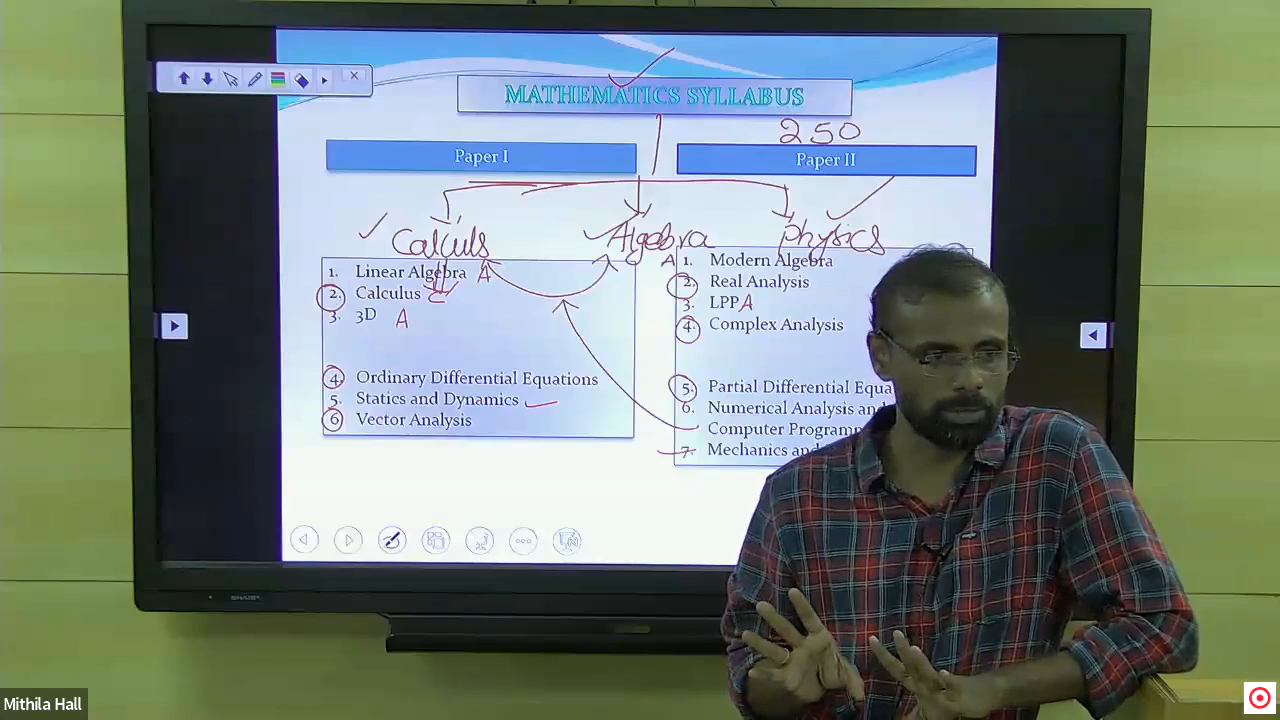 MATHEMATICS SYLLABUS
250
Paper I
Paper II
Calculs
Algebra
Physics
1. Linear Algebra A
2. Calculus C
3. 3D A
4. Ordinary Differential Equations
5. Statics and Dynamics
6. Vector Analysis
A 1. Modern Algebra
2. Real Analysis
3. LPP A
4. Complex Analysis
5. Partial Differential Equa
6. Numerical Analysis and
Computer Programm
7. Mechanics and
SHARP
Mithila Hall